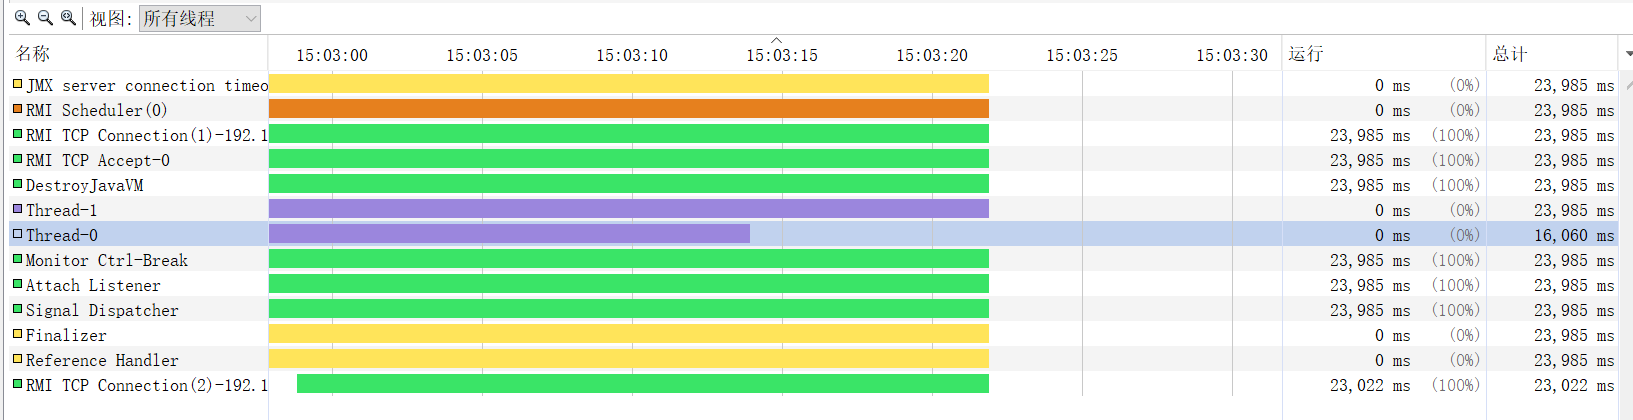 视图: 所有线程
名称 15:03:00 15:03:05 15:03:10 15:03:15 15:03:20 15:03:25 15:03:30 运行 总计
JMX server connection timeo 0 ms (0%) 23,985 ms
RMI Scheduler(0) 0 ms (0%) 23,985 ms
RMI TCP Connection(1)-192.1 23,985 ms (100%) 23,985 ms
RMI TCP Accept-0 23,985 ms (100%) 23,985 ms
DestroyJavaVM 23,985 ms (100%) 23,985 ms
Thread-1 0 ms (0%) 23,985 ms
Thread-0 0 ms (0%) 16,060 ms
Monitor Ctrl-Break 23,985 ms (100%) 23,985 ms
Attach Listener 23,985 ms (100%) 23,985 ms
Signal Dispatcher 23,985 ms (100%) 23,985 ms
Finalizer 0 ms (0%) 23,985 ms
Reference Handler 0 ms (0%) 23,985 ms
RMI TCP Connection(2)-192.1 23,022 ms (100%) 23,022 ms